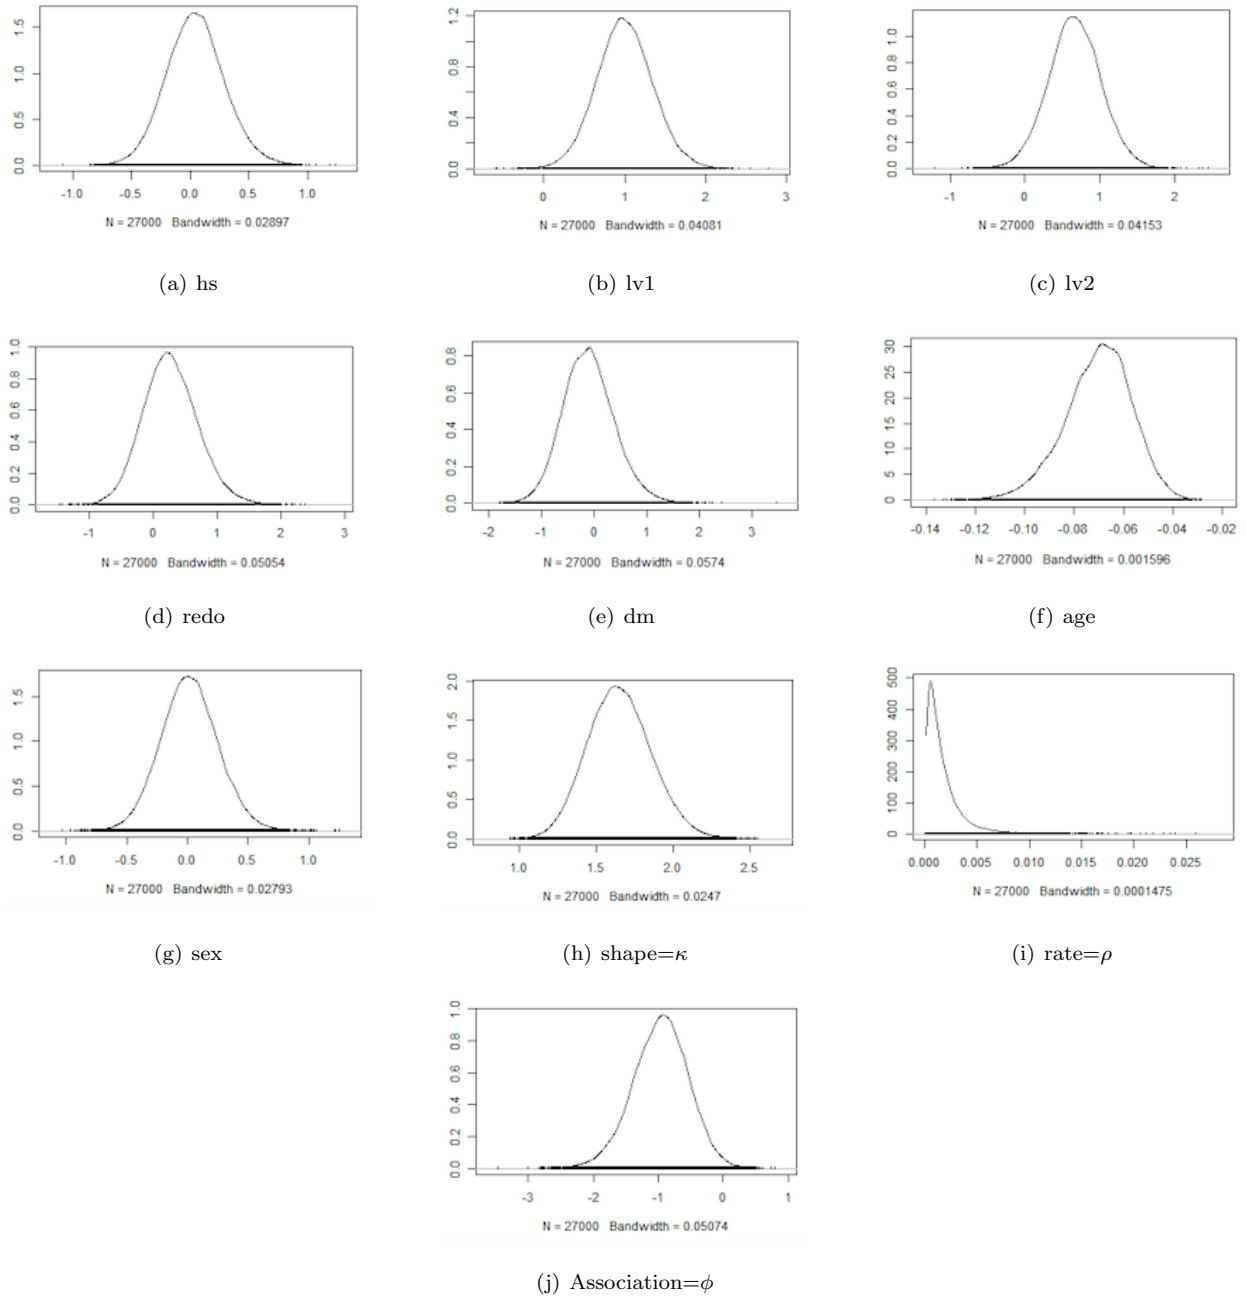 0.0 0.5 1.0 1.5
-1.0 -0.5 0.0 0.5 1.0
N = 27000 Bandwidth = 0.02897
(a) hs
0.0 0.4 0.8 1.2
0 1 2 3
N = 27000 Bandwidth = 0.04081
(b) lv1
0.0 0.2 0.4 0.6 0.8 1.0
-1 0 1 2
N = 27000 Bandwidth = 0.04153
(c) lv2
0.0 0.2 0.4 0.6 0.8 1.0
-1 0 1 2 3
N = 27000 Bandwidth = 0.05054
(d) redo
0.0 0.2 0.4 0.6 0.8
-2 -1 0 1 2 3
N = 27000 Bandwidth = 0.0574
(e) dm
0 5 10 15 20 25 30
-0.14 -0.12 -0.10 -0.08 -0.06 -0.04 -0.02
N = 27000 Bandwidth = 0.001596
(f) age
0.0 0.5 1.0 1.5
-1.0 -0.5 0.0 0.5 1.0
N = 27000 Bandwidth = 0.02793
(g) sex
0.0 0.5 1.0 1.5 2.0
1.0 1.5 2.0 2.5
N = 27000 Bandwidth = 0.0247
(h) shape=κ
0 100 200 300 400 500
0.000 0.005 0.010 0.015 0.020 0.025
N = 27000 Bandwidth = 0.0001475
(i) rate=ρ
0.0 0.2 0.4 0.6 0.8 1.0
-3 -2 -1 0 1
N = 27000 Bandwidth = 0.05074
(j) Association=ϕ